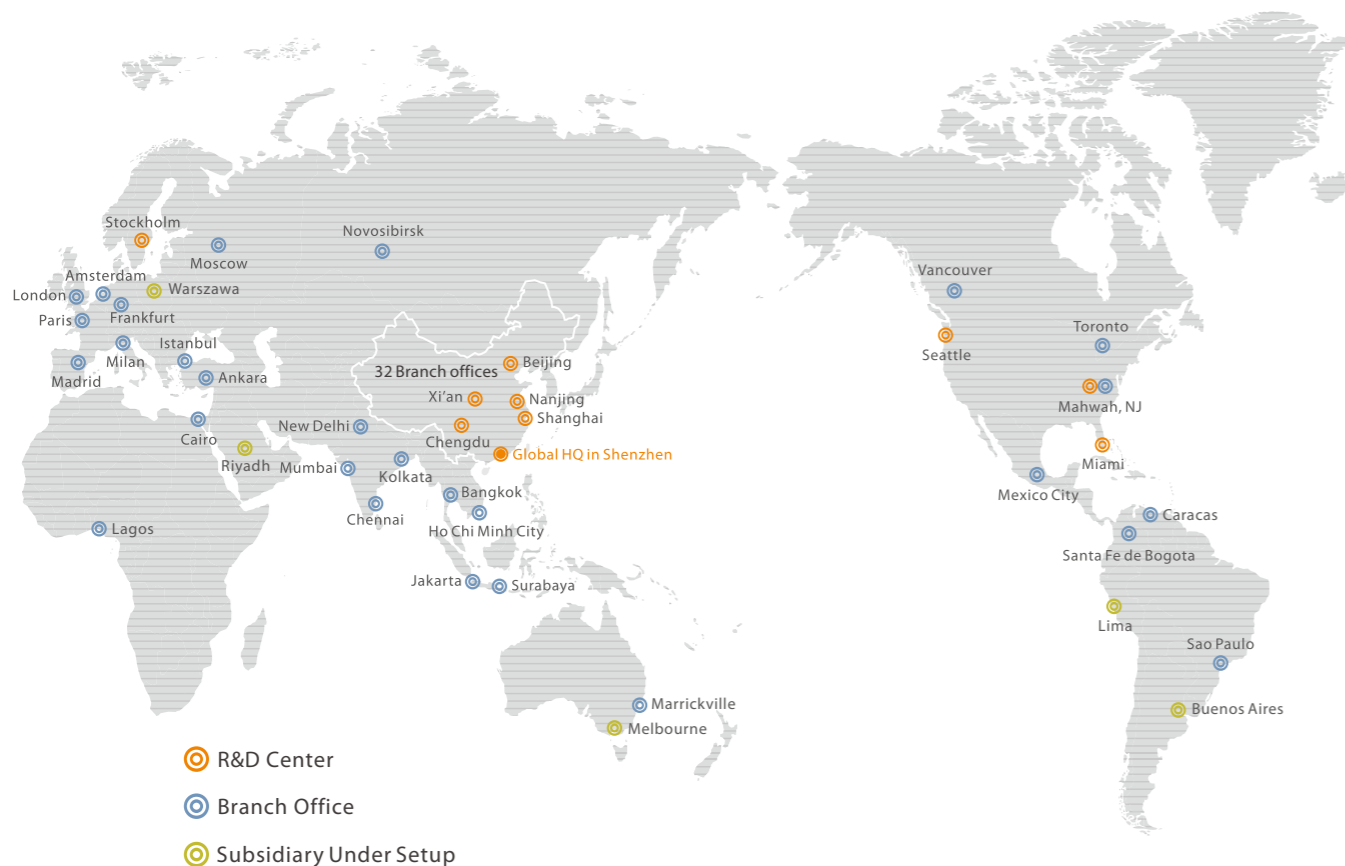 Stockholm
Novosibirsk
Moscow
Amsterdam
Vancouver
London
Warszawa
Frankfurt
Paris
Toronto
Istanbul
Seattle
Milan
Beijing
Madrid
Ankara
32 Branch offices
Xi'an
Nanjing
Mahwah, NJ
Shanghai
New Delhi
Cairo
Chengdu
Global HQ in Shenzhen
Miami
Riyadh
Mumbai
Kolkata
Bangkok
Mexico City
Chennai
Caracas
Lagos
Ho Chi Minh City
Santa Fe de Bogota
Jakarta
Surabaya
Lima
Sao Paulo
Marrickville
Buenos Aires
Melbourne
R&D Center
Branch Office
Subsidiary Under Setup